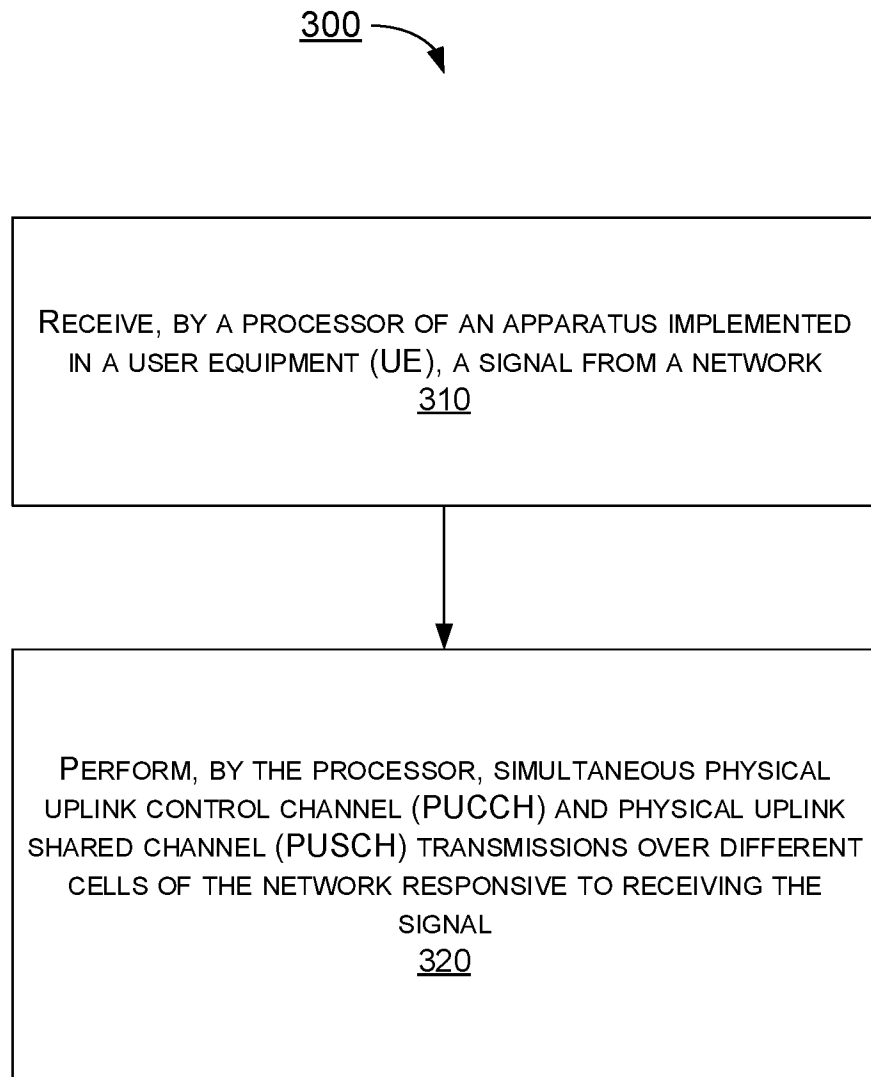 300
RECEIVE, BY A PROCESSOR OF AN APPARATUS IMPLEMENTED
IN A USER EQUIPMENT (UE), A SIGNAL FROM A NETWORK
310
PERFORM, BY THE PROCESSOR, SIMULTANEOUS PHYSICAL
UPLINK CONTROL CHANNEL (PUCCH) AND PHYSICAL UPLINK
SHARED CHANNEL (PUSCH) TRANSMISSIONS OVER DIFFERENT
CELLS OF THE NETWORK RESPONSIVE TO RECEIVING THE
SIGNAL
320